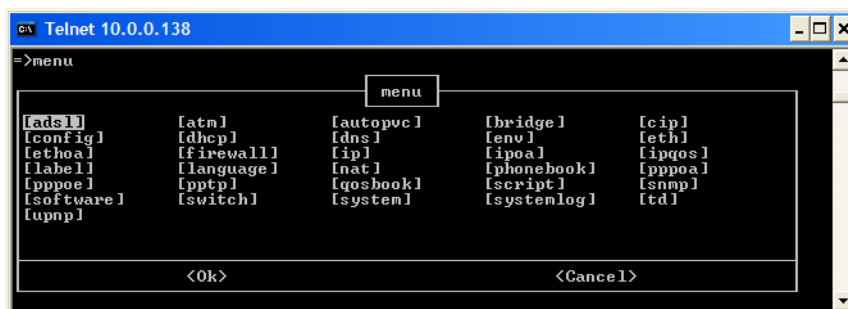 Telnet 10.0.0.138
=>menu
menu
[adsl] [atm] [autopvc] [bridge] [cip]
[config] [dhcp] [dns] [env] [eth]
[ethoa] [firewall] [ip] [ipoa] [ipqos]
[label] [language] [nat] [phonebook] [pppoa]
[pppoe] [pptp] [qosbook] [script] [snmp]
[software] [switch] [system] [systemlog] [td]
[upnp]
<Ok> <Cancel>